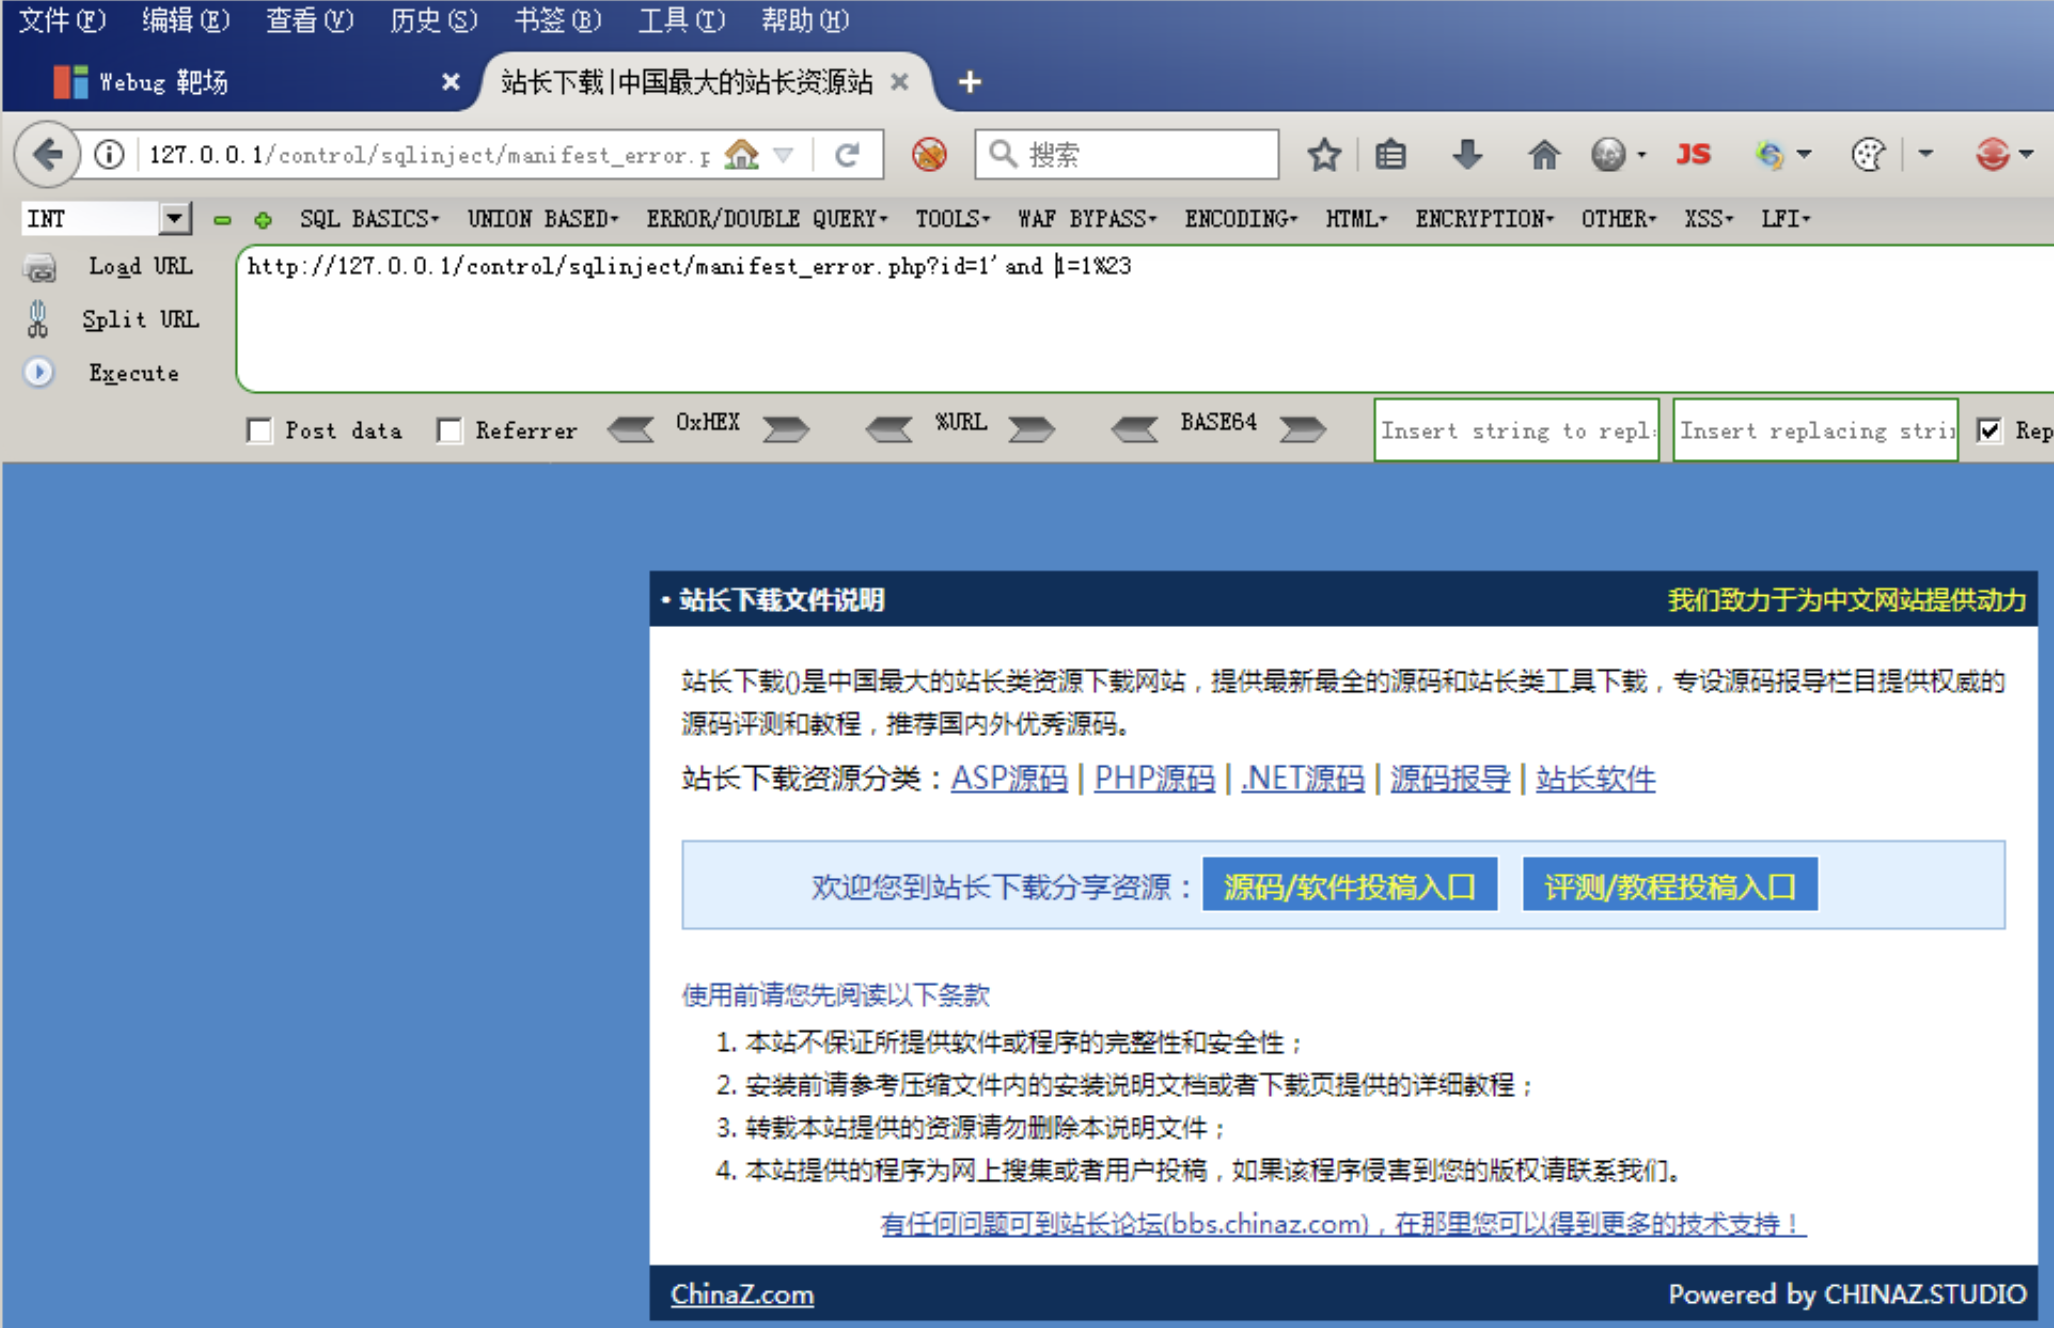 文件(F) 编辑(E) 查看(V) 历史(S) 书签(B) 工具(T) 帮助(H)
Webug 靶场
站长下载|中国最大的站长资源站
127.0.0.1/control/sqlinject/manifest_error.p
搜索
JS
INT
SQL BASICS
UNION BASED
ERROR/DOUBLE QUERY
TOOLS
WAF BYPASS
ENCODING
HTML
ENCRYPTION
OTHER
XSS
LFI
Load URL
http://127.0.0.1/control/sqlinject/manifest_error.php?id=1' and 1=1%23
Split URL
Execute
Post data
Referrer
0xHEX
%URL
BASE64
Insert string to repl
Insert replacing stri
Rep
• 站长下载文件说明
我们致力于为中文网站提供动力
站长下载()是中国最大的站长类资源下载网站，提供最新最全的源码和站长类工具下载，专设源码报导栏目提供权威的
源码评测和教程，推荐国内外优秀源码。
站长下载资源分类：ASP源码 | PHP源码 | .NET源码 | 源码报导 | 站长软件
欢迎您到站长下载分享资源： 源码/软件投稿入口 评测/教程投稿入口
使用前请您先阅读以下条款
1. 本站不保证所提供软件或程序的完整性和安全性；
2. 安装前请参考压缩文件内的安装说明文档或者下载页提供的详细教程；
3. 转载本站提供的资源请勿删除本说明文件；
4. 本站提供的程序为网上搜集或者用户投稿，如果该程序侵害到您的版权请联系我们。
有任何问题可到站长论坛(bbs.chinaz.com)，在那里您可以得到更多的技术支持！
ChinaZ.com
Powered by CHINAZ.STUDIO